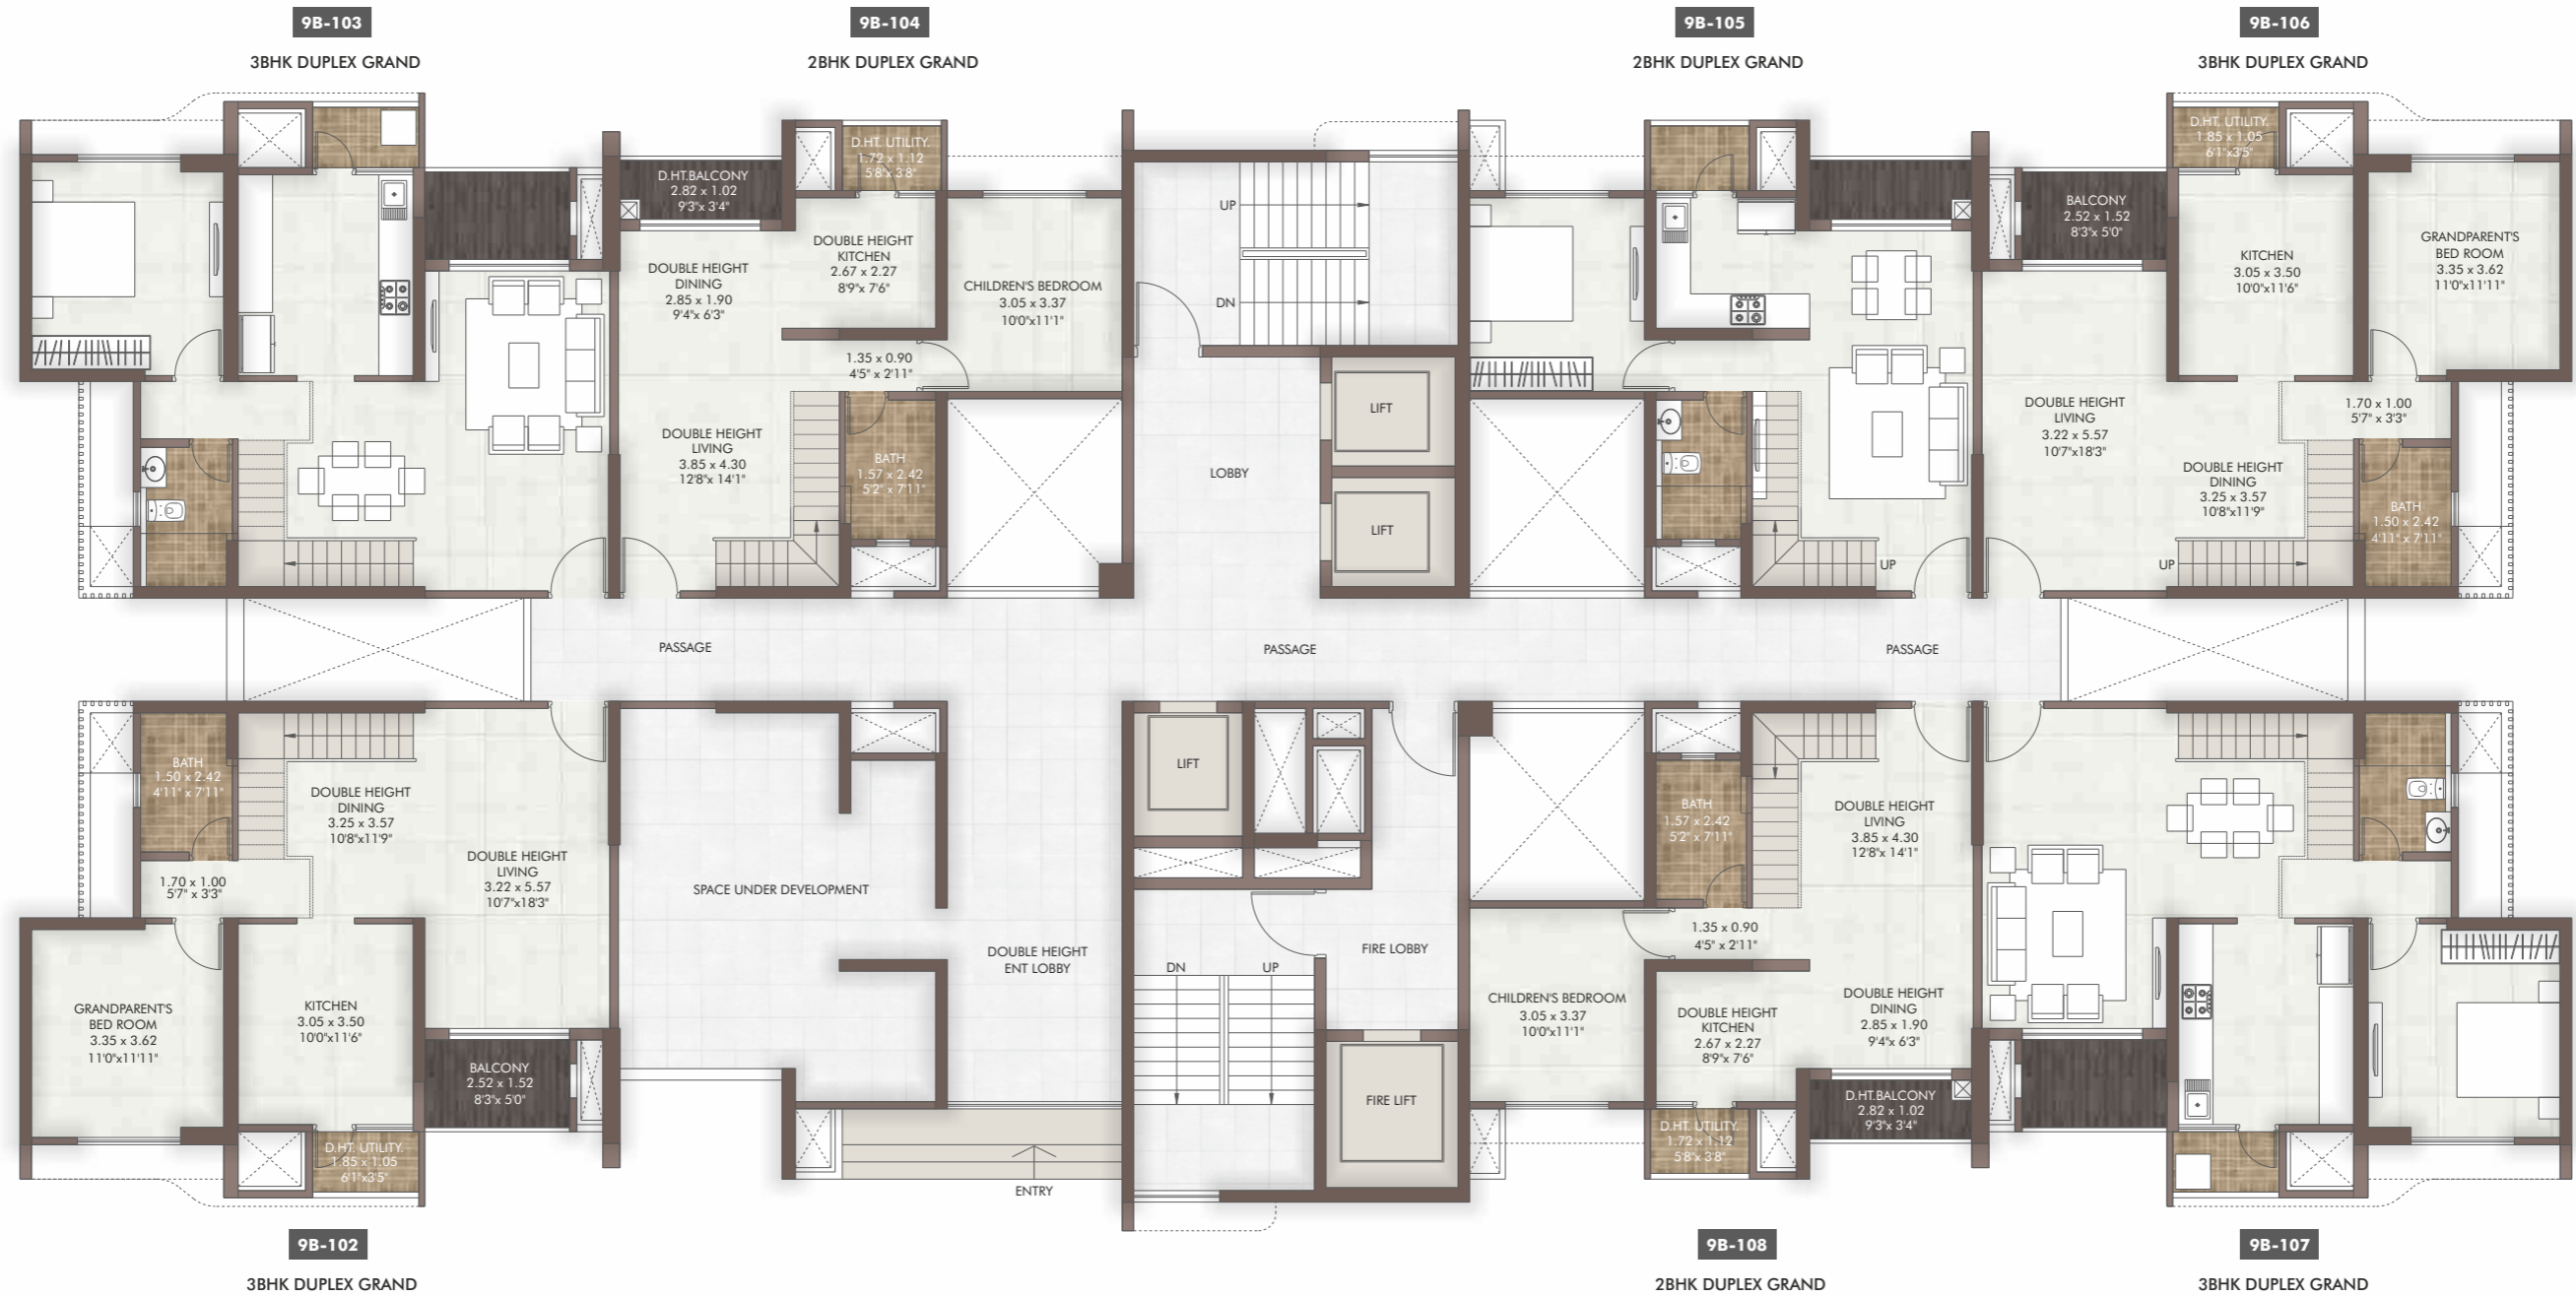 9B-103
3BHK DUPLEX GRAND
9B-104
2BHK DUPLEX GRAND
9B-105
2BHK DUPLEX GRAND
9B-106
3BHK DUPLEX GRAND
D.HT.BALCONY
2.82 x 1.02
9'3"x 3'4"
D.HT. UTILITY.
1.72 x 1.12
5'8"x 3'8"
DOUBLE HEIGHT
DINING
2.85 x 1.90
9'4"x 6'3"
DOUBLE HEIGHT
KITCHEN
2.67 x 2.27
8'9"x 7'6"
CHILDREN'S BEDROOM
3.05 x 3.37
10'0"x11'1"
1.35 x 0.90
4'5" x 2'11"
DOUBLE HEIGHT
LIVING
3.85 x 4.30
12'8"x 14'1"
BATH
1.57 x 2.42
5'2" x 7'11"
UP
DN
LIFT
LIFT
LOBBY
UP
D.HT. UTILITY.
1.85 x 1.05
6'1"x3'5"
BALCONY
2.52 x 1.52
8'3"x 5'0"
KITCHEN
3.05 x 3.50
10'0"x11'6"
GRANDPARENT'S
BED ROOM
3.35 x 3.62
11'0"x11'11"
DOUBLE HEIGHT
LIVING
3.22 x 5.57
10'7"x18'3"
1.70 x 1.00
5'7" x 3'3"
DOUBLE HEIGHT
DINING
3.25 x 3.57
10'8"x11'9"
BATH
1.50 x 2.42
4'11" x 7'11"
UP
PASSAGE
PASSAGE
PASSAGE
BATH
1.50 x 2.42
4'11" x 7'11"
DOUBLE HEIGHT
DINING
3.25 x 3.57
10'8"x11'9"
1.70 x 1.00
5'7" x 3'3"
DOUBLE HEIGHT
LIVING
3.22 x 5.57
10'7"x18'3"
GRANDPARENT'S
BED ROOM
3.35 x 3.62
11'0"x11'11"
KITCHEN
3.05 x 3.50
10'0"x11'6"
BALCONY
2.52 x 1.52
8'3"x 5'0"
D.HT. UTILITY.
1.85 x 1.05
6'1"x3'5"
SPACE UNDER DEVELOPMENT
DOUBLE HEIGHT
ENT LOBBY
ENTRY
LIFT
DN
UP
FIRE LOBBY
FIRE LIFT
BATH
1.57 x 2.42
5'2" x 7'11"
DOUBLE HEIGHT
LIVING
3.85 x 4.30
12'8"x 14'1"
1.35 x 0.90
4'5" x 2'11"
CHILDREN'S BEDROOM
3.05 x 3.37
10'0"x11'1"
DOUBLE HEIGHT
KITCHEN
2.67 x 2.27
8'9"x 7'6"
DOUBLE HEIGHT
DINING
2.85 x 1.90
9'4"x 6'3"
D.HT. UTILITY.
1.72 x 1.12
5'8"x 3'8"
D.HT.BALCONY
2.82 x 1.02
9'3"x 3'4"
9B-102
3BHK DUPLEX GRAND
9B-108
2BHK DUPLEX GRAND
9B-107
3BHK DUPLEX GRAND